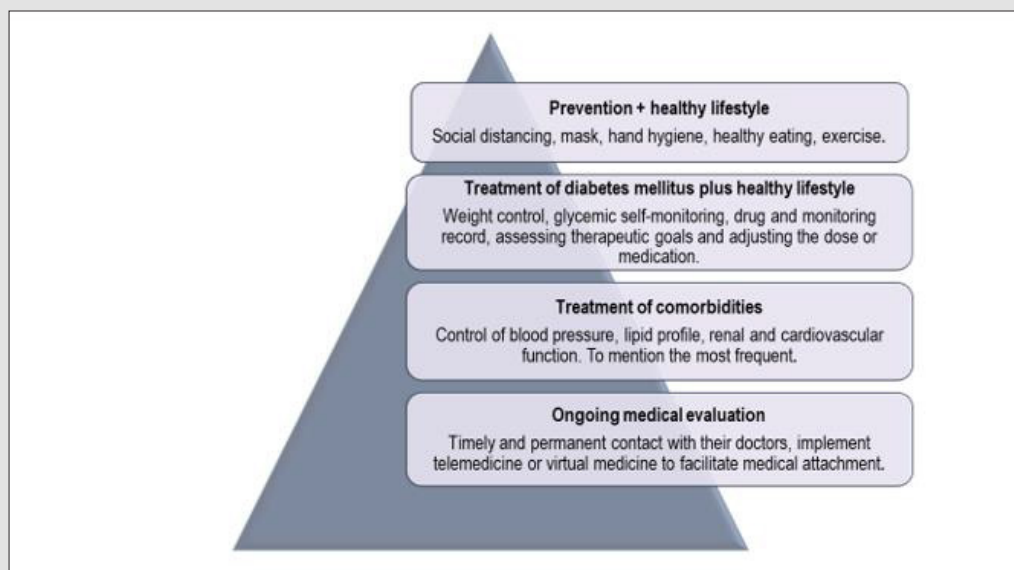 Prevention + healthy lifestyle
Social distancing, mask, hand hygiene, healthy eating, exercise.
Treatment of diabetes mellitus plus healthy lifestyle
Weight control, glycemic self-monitoring, drug and monitoring
record, assessing therapeutic goals and adjusting the dose or
medication.
Treatment of comorbidities
Control of blood pressure, lipid profile, renal and cardiovascular
function. To mention the most frequent.
Ongoing medical evaluation
Timely and permanent contact with their doctors, implement
telemedicine or virtual medicine to facilitate medical attachment.